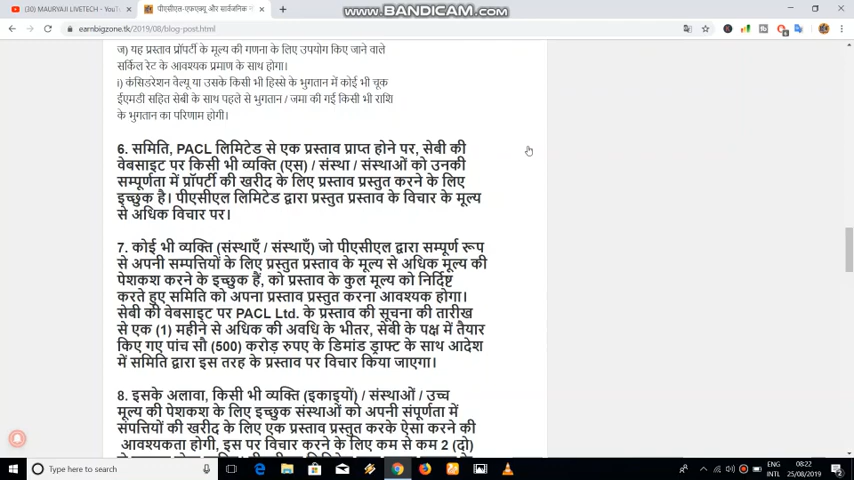 www.BANDICAM.com
(30) MAURYAJI LIVETECH - YouTu
पीएसीएल-एफएक्यू और सार्वजनिक स
earnbigzone.tk/2019/08/blog-post.html
ज) यह प्रस्ताव प्रॉपर्टी के मूल्य की गणना के लिए उपयोग किए जाने वाले
सर्किल रेट के आवश्यक प्रमाण के साथ होगा।
i) कंसिडरेशन वेल्यू या उसके किसी भी हिस्से के भुगतान में कोई भी चूक
ईएमडी सहित सेबी के साथ पहले से भुगतान / जमा की गई किसी भी राशि
के भुगतान का परिणाम होगी।
6. समिति, PACL लिमिटेड से एक प्रस्ताव प्राप्त होने पर, सेबी की
वेबसाइट पर किसी भी व्यक्ति (एस) / संस्था / संस्थाओं को उनकी
सम्पूर्णता में प्रॉपर्टी की खरीद के लिए प्रस्ताव प्रस्तुत करने के लिए
इच्छुक है। पीएसीएल लिमिटेड द्वारा प्रस्तुत प्रस्ताव के विचार के मूल्य
से अधिक विचार पर।
7. कोई भी व्यक्ति (संस्थाएँ / संस्थाएँ) जो पीएसीएल द्वारा सम्पूर्ण रूप
से अपनी सम्पत्तियों के लिए प्रस्तुत प्रस्ताव के मूल्य से अधिक मूल्य की
पेशकश करने के इच्छुक हैं, को प्रस्ताव के कुल मूल्य को निर्दिष्ट
करते हुए समिति को अपना प्रस्ताव प्रस्तुत करना आवश्यक होगा।
सेबी की वेबसाइट पर PACL Ltd. के प्रस्ताव की सूचना की तारीख
से एक (1) महीने से अधिक की अवधि के भीतर, सेबी के पक्ष में तैयार
किए गए पांच सौ (500) करोड़ रुपए के डिमांड ड्राफ्ट के साथ आदेश
में समिति द्वारा इस तरह के प्रस्ताव पर विचार किया जाएगा।
8. इसके अलावा, किसी भी व्यक्ति (इकाइयों) / संस्थाओं / उच्च
मूल्य की पेशकश के लिए इच्छुक संस्थाओं को अपनी संपूर्णता में
संपत्तियों की खरीद के लिए एक प्रस्ताव प्रस्तुत करके ऐसा करने की
आवश्यकता होगी, इस पर विचार करने के लिए कम से कम 2 (दो)
Type here to search
ENG
INTL
08:22
25/08/2019